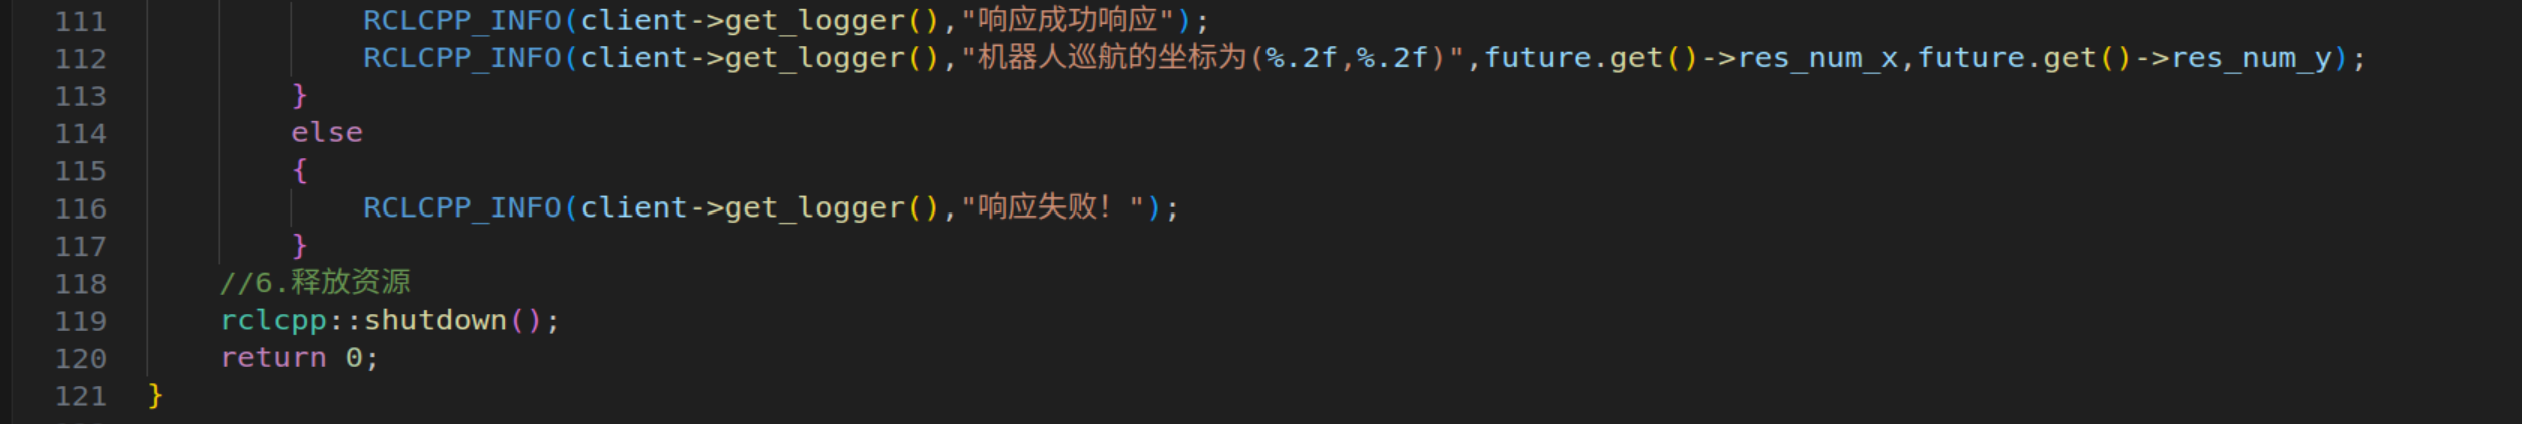 111 RCLCPP_INFO(client->get_logger(),"响应成功响应");
112 RCLCPP_INFO(client->get_logger(),"机器人巡航的坐标为(%.2f,%.2f)",future.get()->res_num_x,future.get()->res_num_y);
113 }
114 else
115 {
116 RCLCPP_INFO(client->get_logger(),"响应失败！");
117 }
118 //6.释放资源
119 rclcpp::shutdown();
120 return 0;
121 }